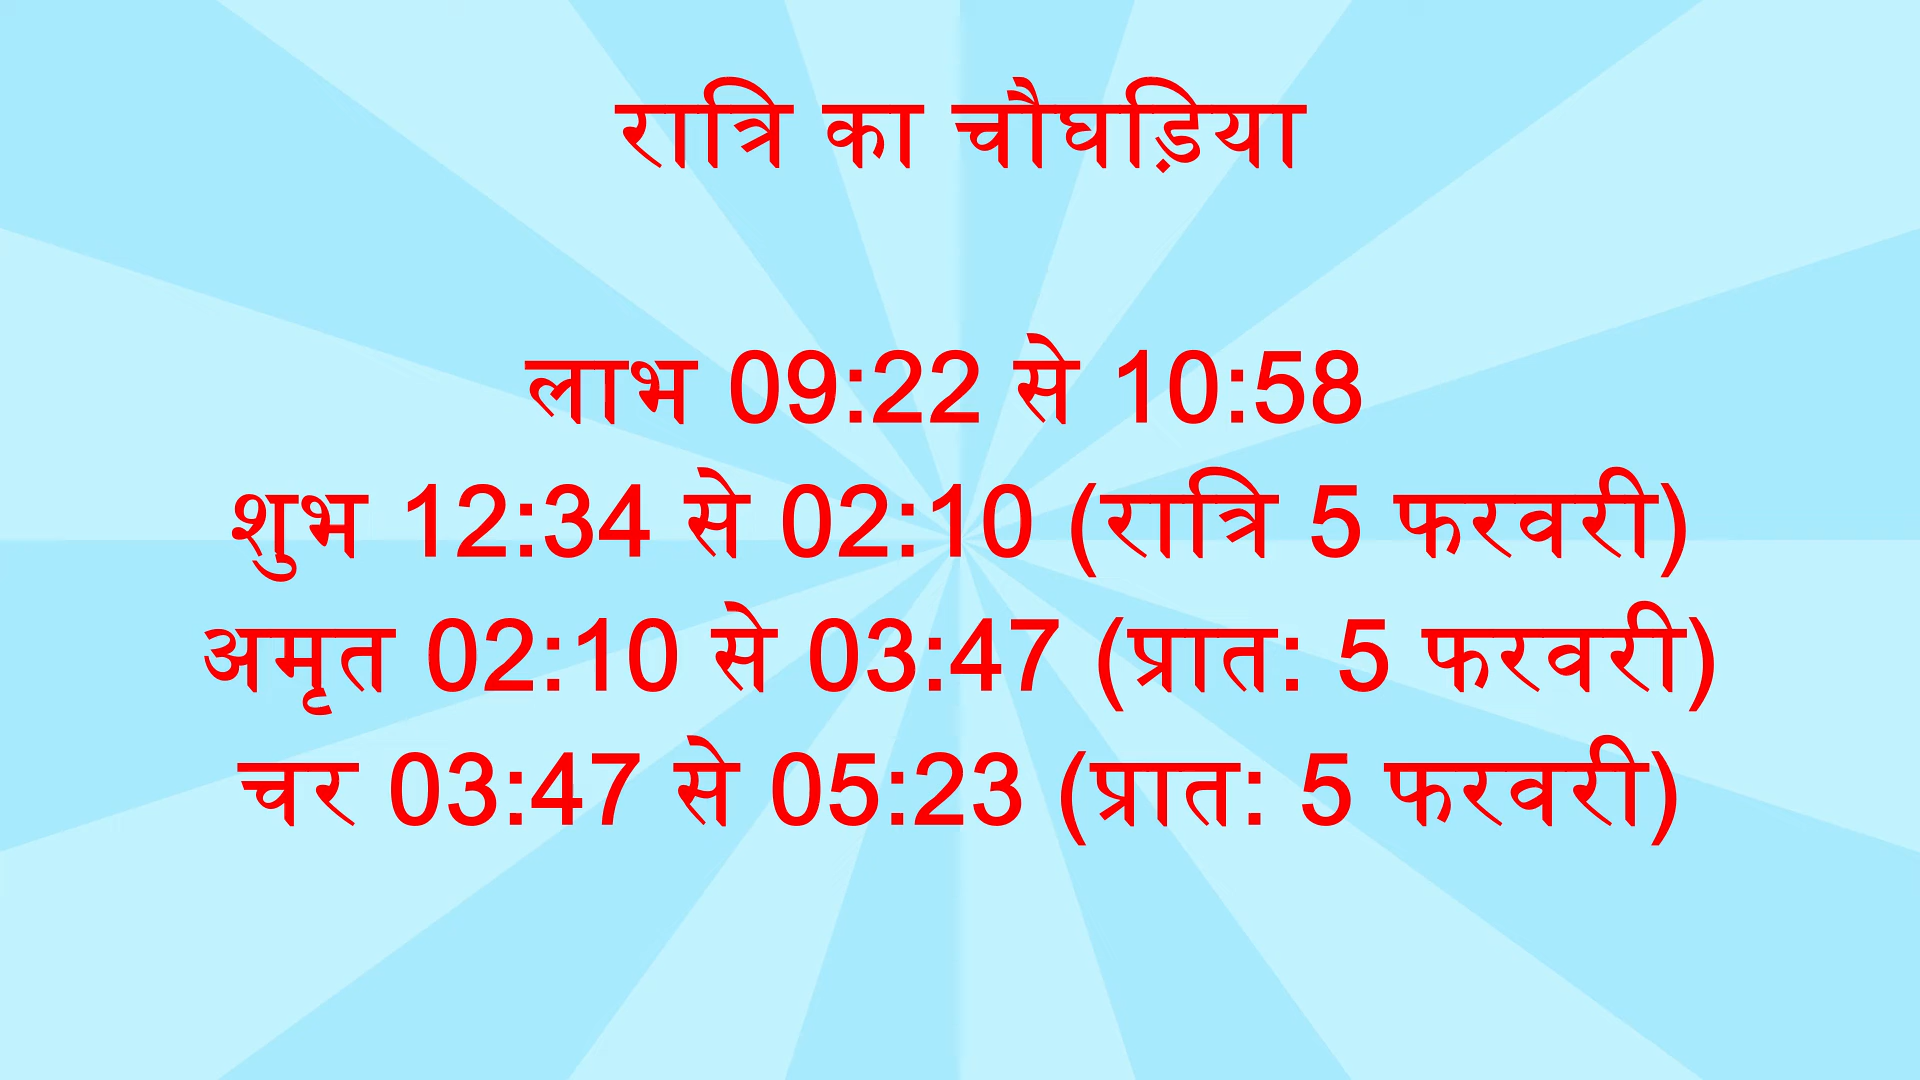 रात्रि का चौघड़िया
लाभ 09:22 से 10:58
शुभ 12:34 से 02:10 (रात्रि 5 फरवरी)
अमृत 02:10 से 03:47 (प्रात: 5 फरवरी)
चर 03:47 से 05:23 (प्रात: 5 फरवरी)